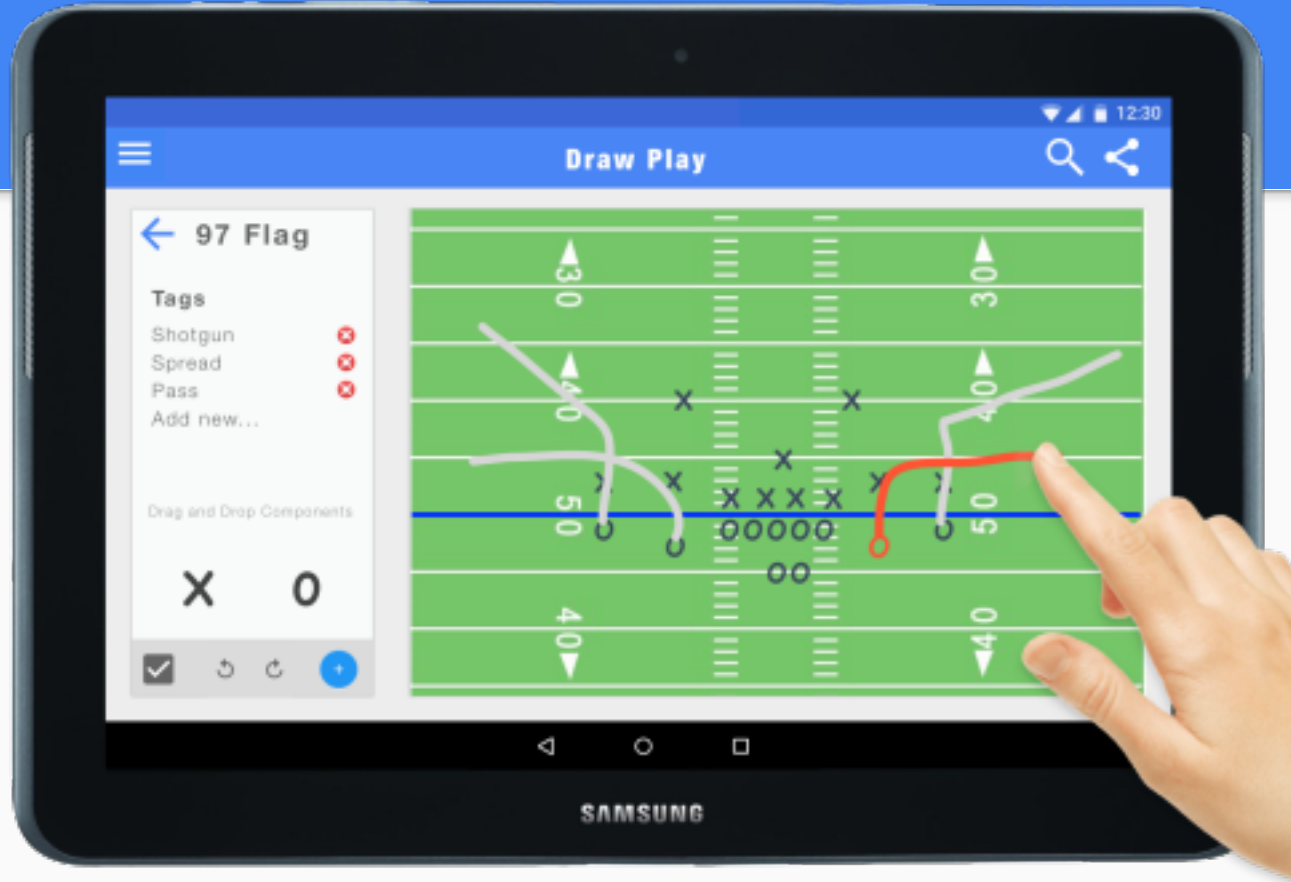 12:30
Draw Play
97 Flag
Tags
Shotgun
Spread
Pass
Add new...
Drag and Drop Components
X O
30 30
40 40
X X
X
X X X X
X X X X
50 50
O O O O O O O O O
O O
40 40
SAMSUNG